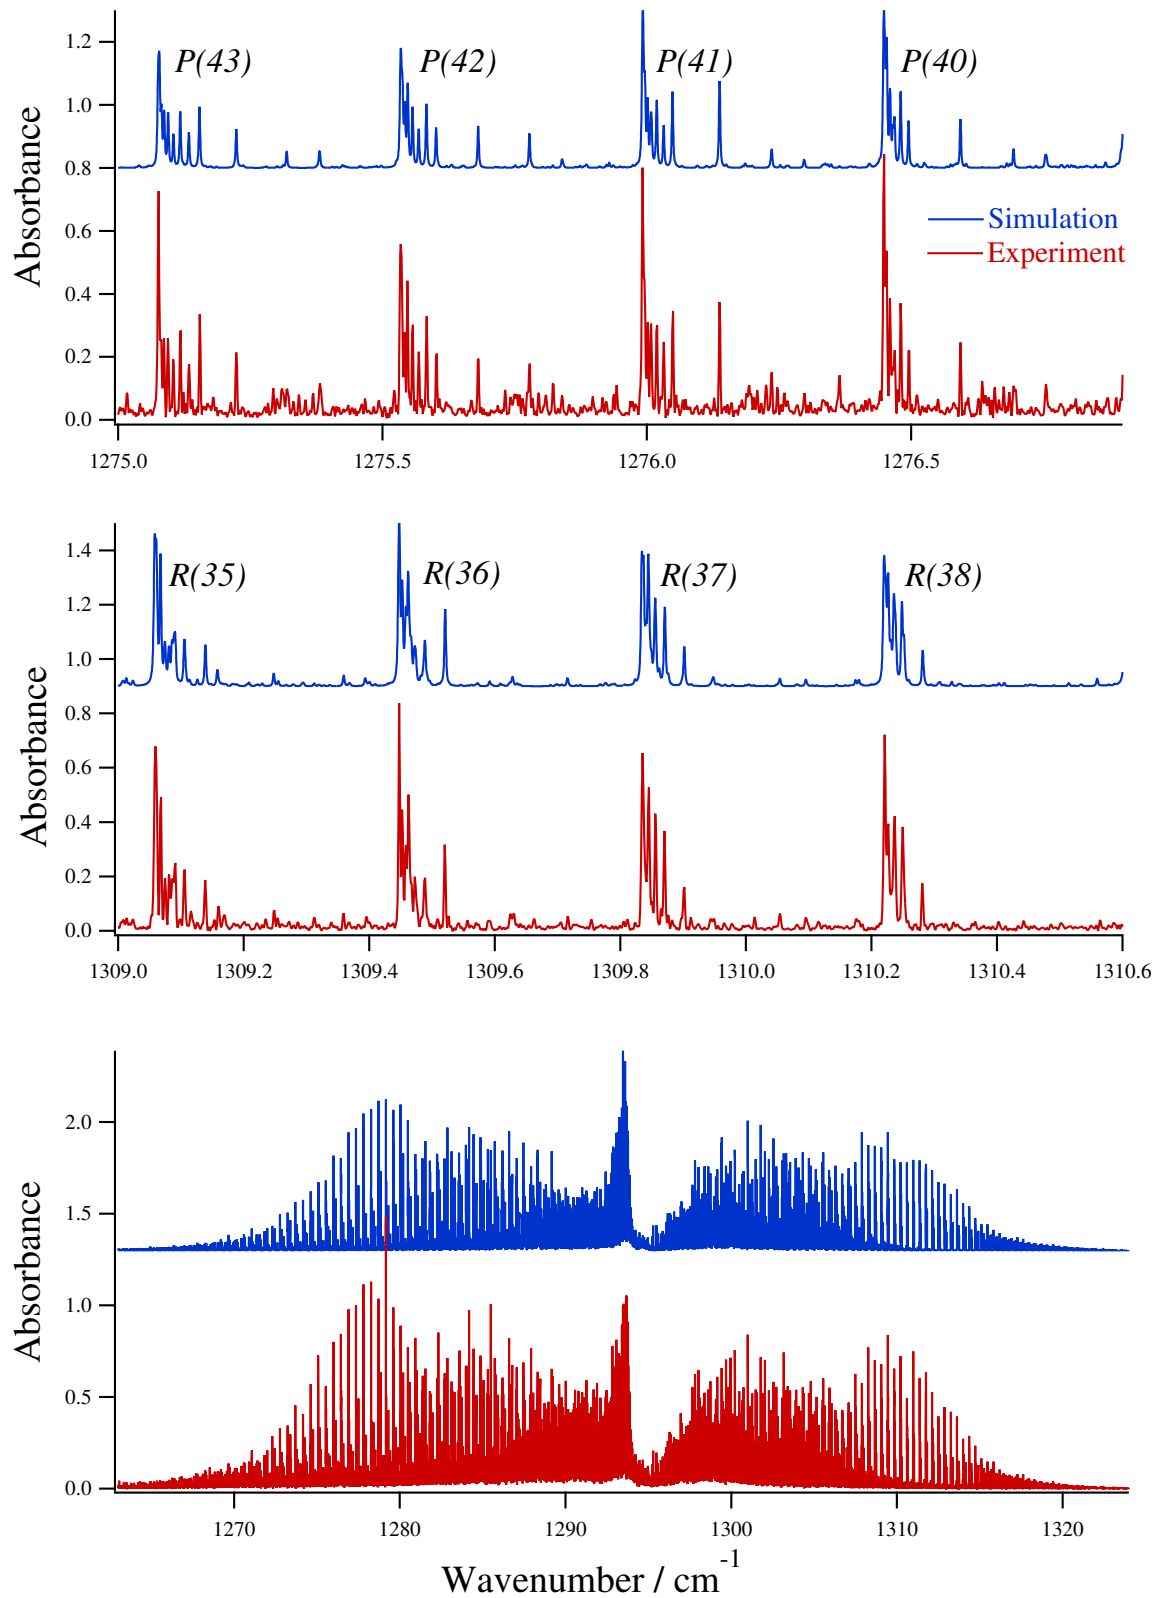 Absorbance
1.2
1.0
0.8
0.6
0.4
0.2
0.0
P(43) P(42) P(41) P(40)
Simulation
Experiment
1275.0 1275.5 1276.0 1276.5
Absorbance
1.4
1.2
1.0
0.8
0.6
0.4
0.2
0.0
R(35) R(36) R(37) R(38)
1309.0 1309.2 1309.4 1309.6 1309.8 1310.0 1310.2 1310.4 1310.6
Absorbance
2.0
1.5
1.0
0.5
0.0
1270 1280 1290 1300 1310 1320
Wavenumber / cm-1